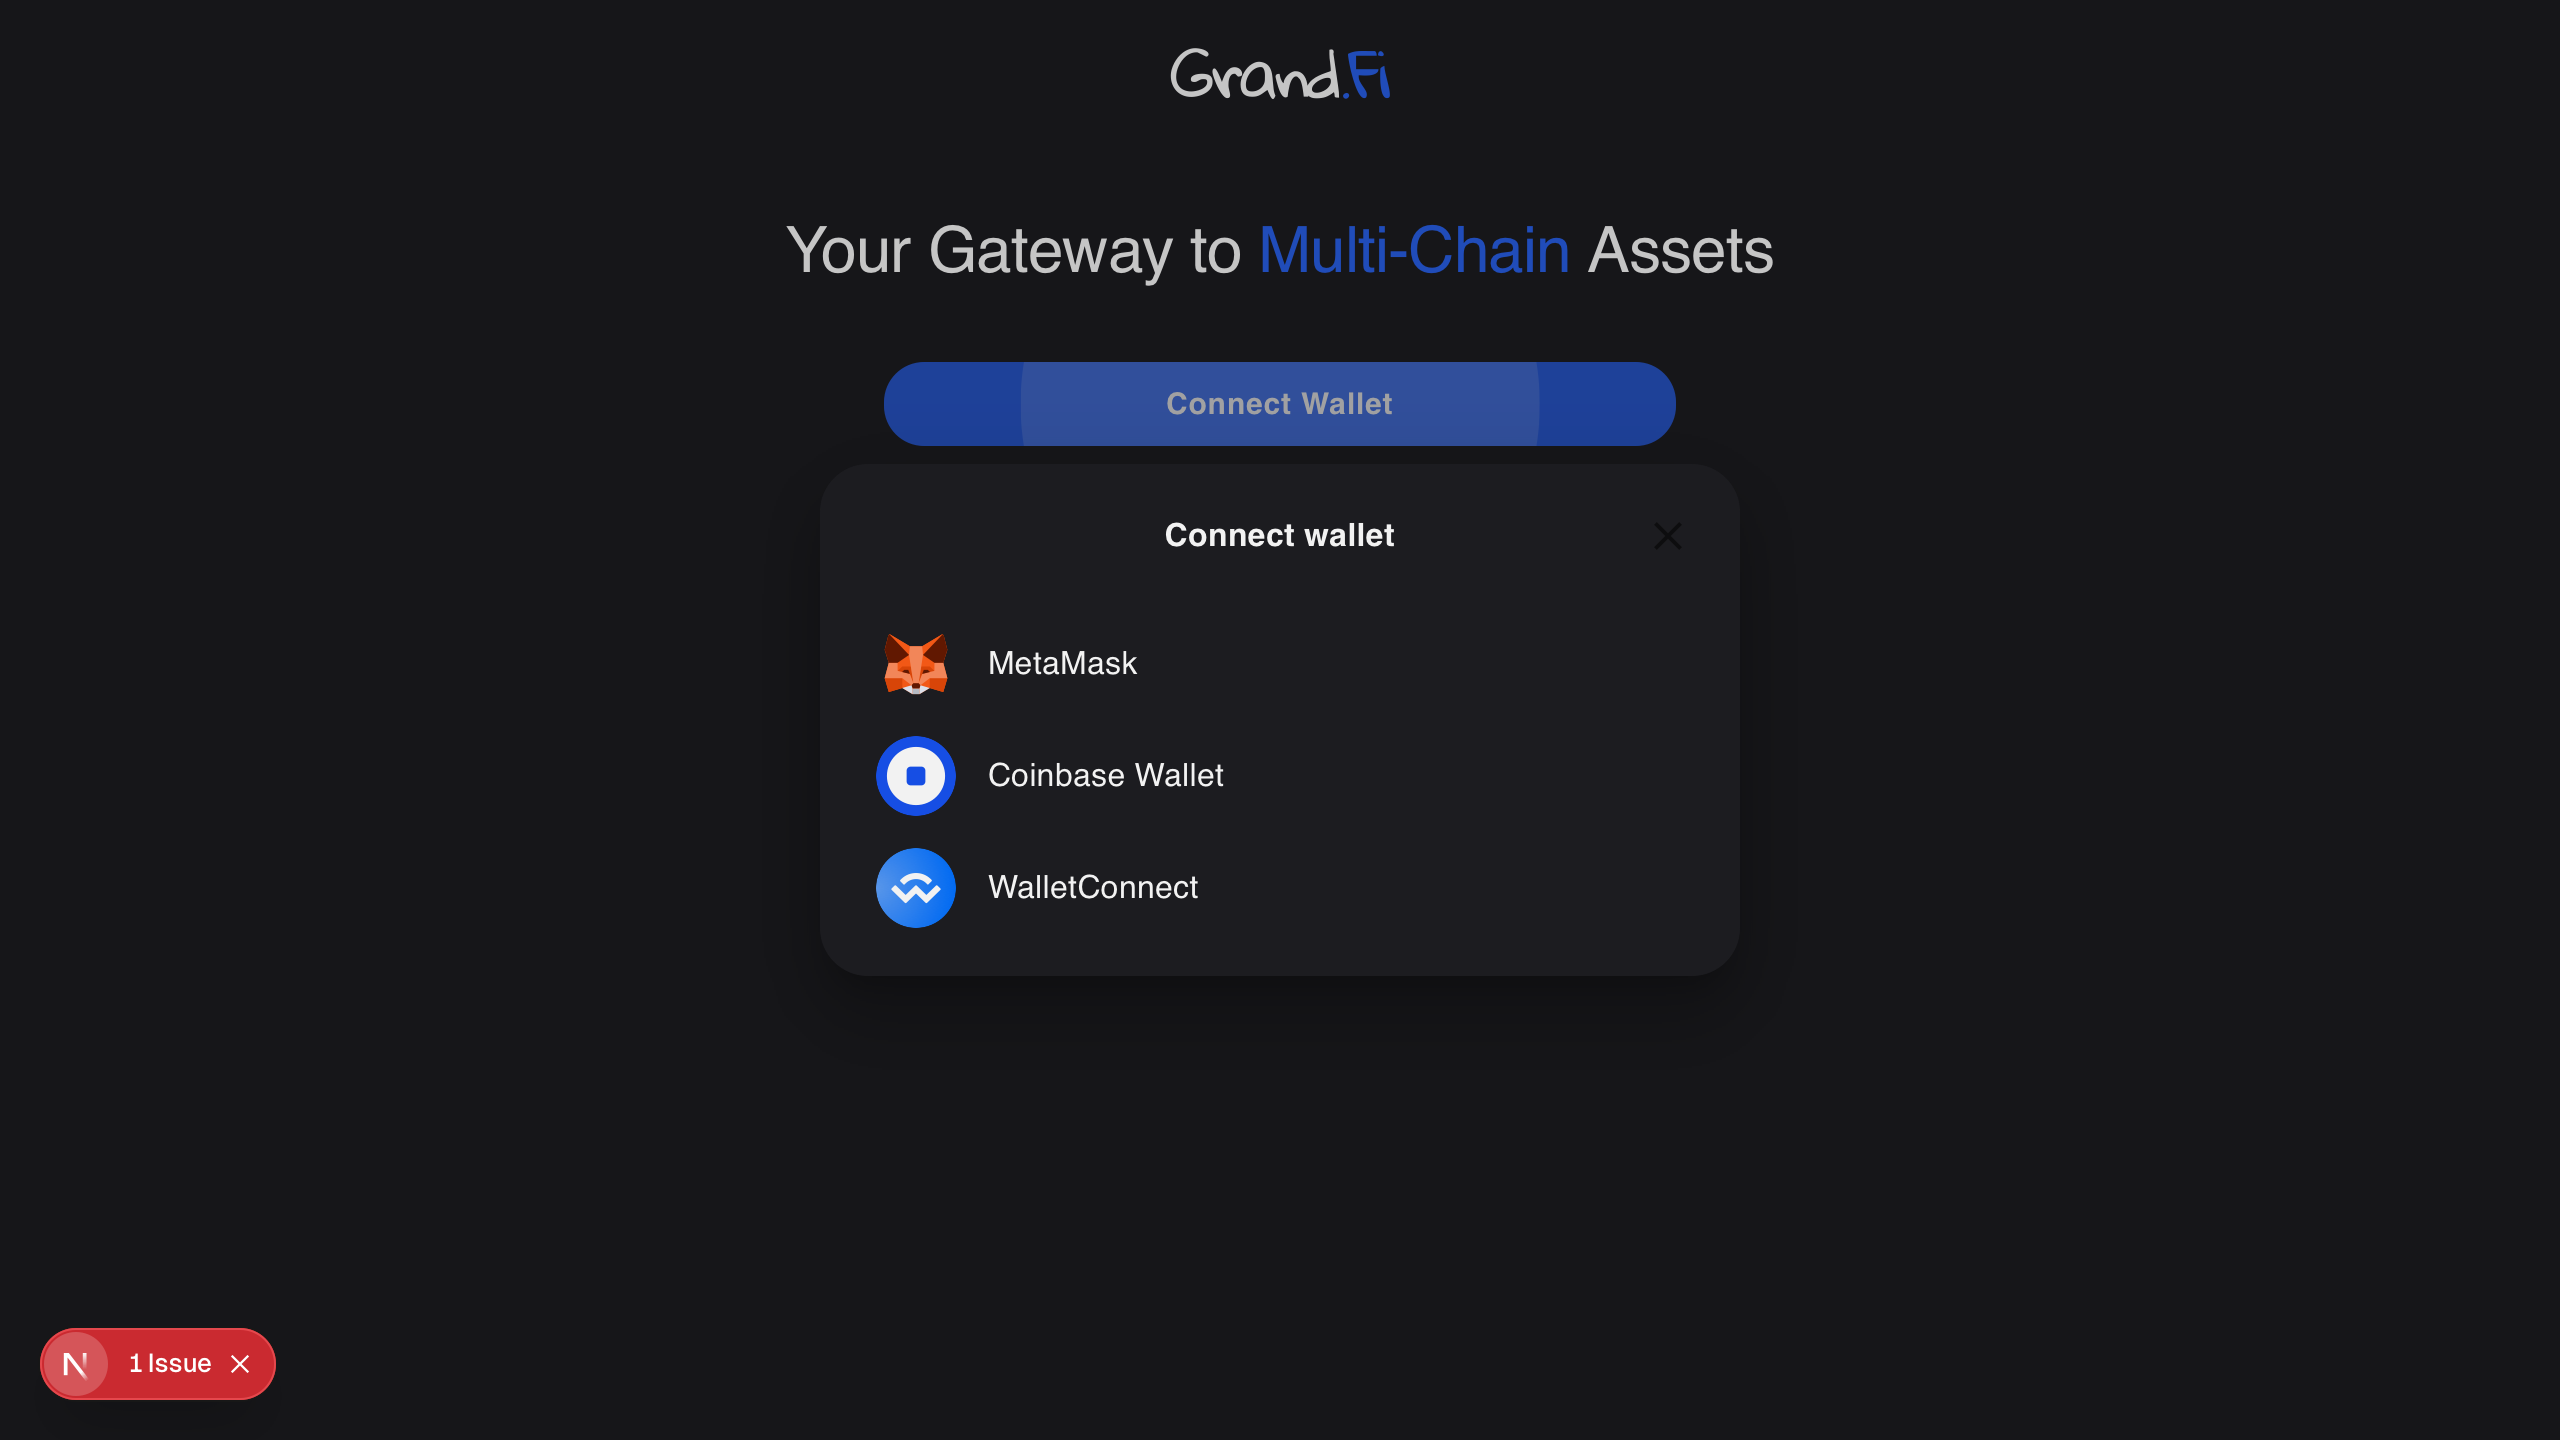 Grand.Fi
Your Gateway to Multi-Chain Assets
Connect Wallet
Connect wallet
MetaMask
Coinbase Wallet
WalletConnect
N 1 Issue